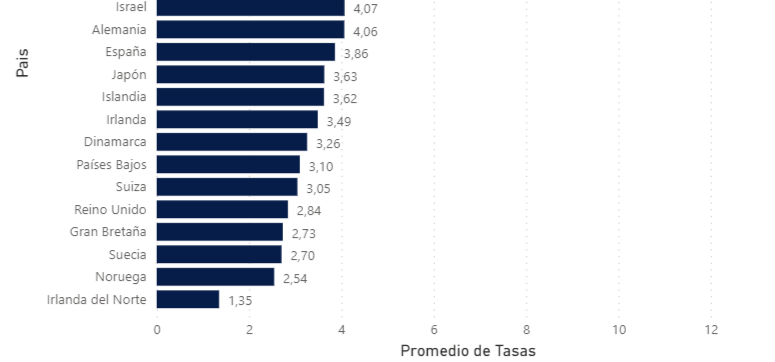 Israel 4,07
Alemania 4,06
España 3,86
Japón 3,63
Islandia 3,62
Irlanda 3,49
Dinamarca 3,26
Países Bajos 3,10
Suiza 3,05
Reino Unido 2,84
Gran Bretaña 2,73
Suecia 2,70
Noruega 2,54
Irlanda del Norte 1,35
0 2 4 6 8 10 12
Promedio de Tasas
Pais